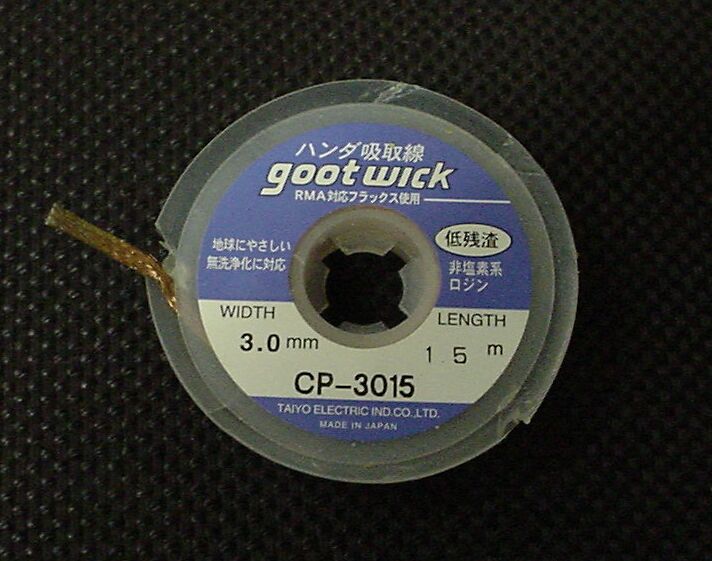 ハンダ吸取線
goot wick
RMA対応フラックス使用
地球にやさしい
無洗浄化に対応
低残渣
非塩素系
ロジン
WIDTH
3.0 mm
LENGTH
1.5 m
CP-3015
TAIYO ELECTRIC IND.CO.,LTD.
MADE IN JAPAN